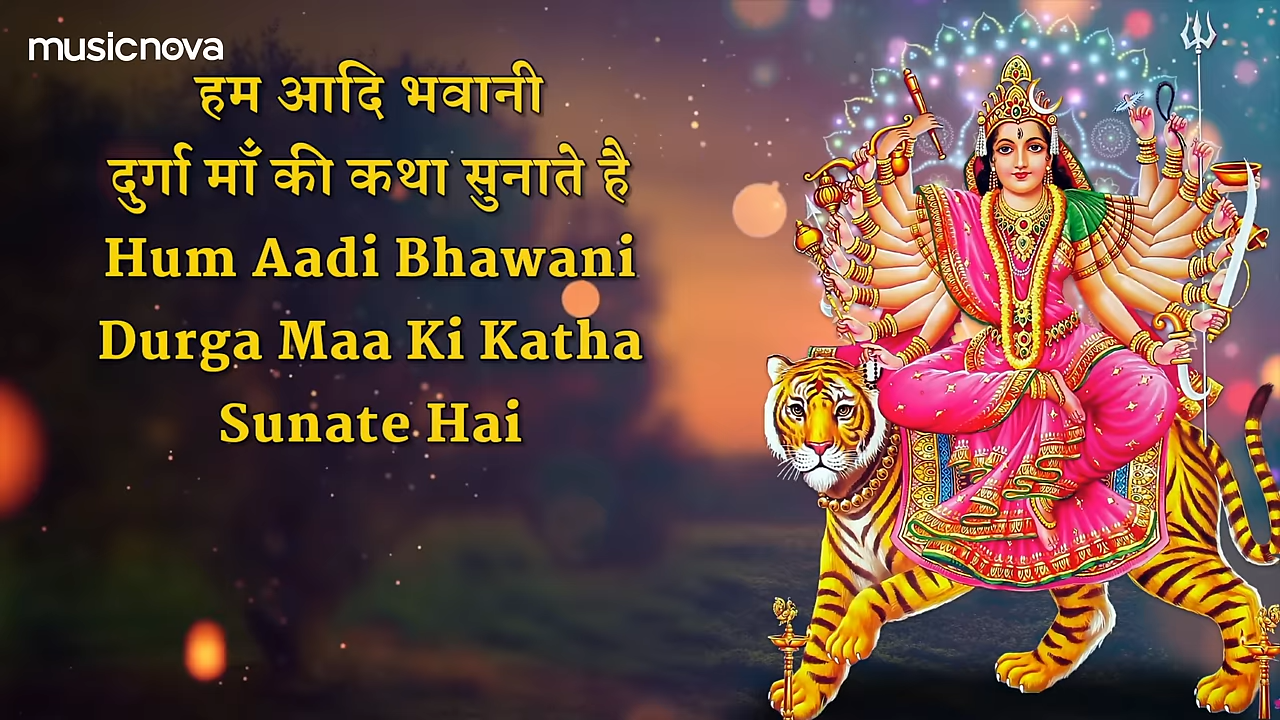 musicnova
हम आदि भवानी
दुर्गा माँ की कथा सुनाते है
Hum Aadi Bhawani
Durga Maa Ki Katha
Sunate Hai